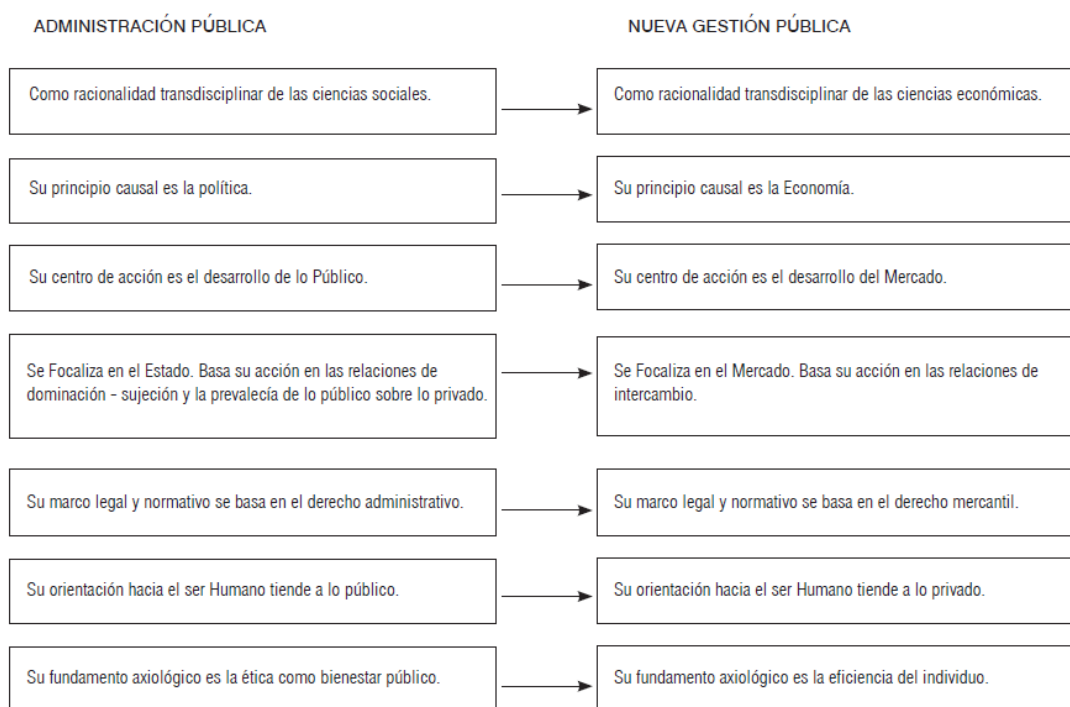 ADMINISTRACIÓN PÚBLICA
NUEVA GESTIÓN PÚBLICA
Como racionalidad transdisciplinar de las ciencias sociales.
Como racionalidad transdisciplinar de las ciencias económicas.
Su principio causal es la política.
Su principio causal es la Economía.
Su centro de acción es el desarrollo de lo Público.
Su centro de acción es el desarrollo del Mercado.
Se Focaliza en el Estado. Basa su acción en las relaciones de
dominación - sujeción y la prevalecía de lo público sobre lo privado.
Se Focaliza en el Mercado. Basa su acción en las relaciones de
intercambio.
Su marco legal y normativo se basa en el derecho administrativo.
Su marco legal y normativo se basa en el derecho mercantil.
Su orientación hacia el ser Humano tiende a lo público.
Su orientación hacia el ser Humano tiende a lo privado.
Su fundamento axiológico es la ética como bienestar público.
Su fundamento axiológico es la eficiencia del individuo.